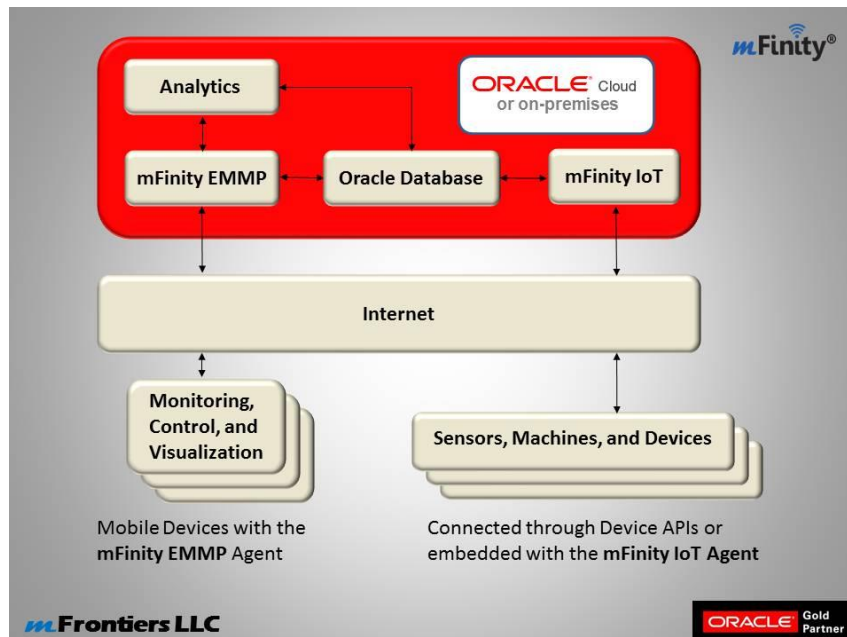 mFinity®
Analytics
ORACLE® Cloud
or on-premises
mFinity EMMP
Oracle Database
mFinity IoT
Internet
Monitoring,
Control, and
Visualization
Sensors, Machines, and Devices
Mobile Devices with the
mFinity EMMP Agent
Connected through Device APIs or
embedded with the mFinity IoT Agent
mFrontiers LLC
ORACLE® Gold
Partner